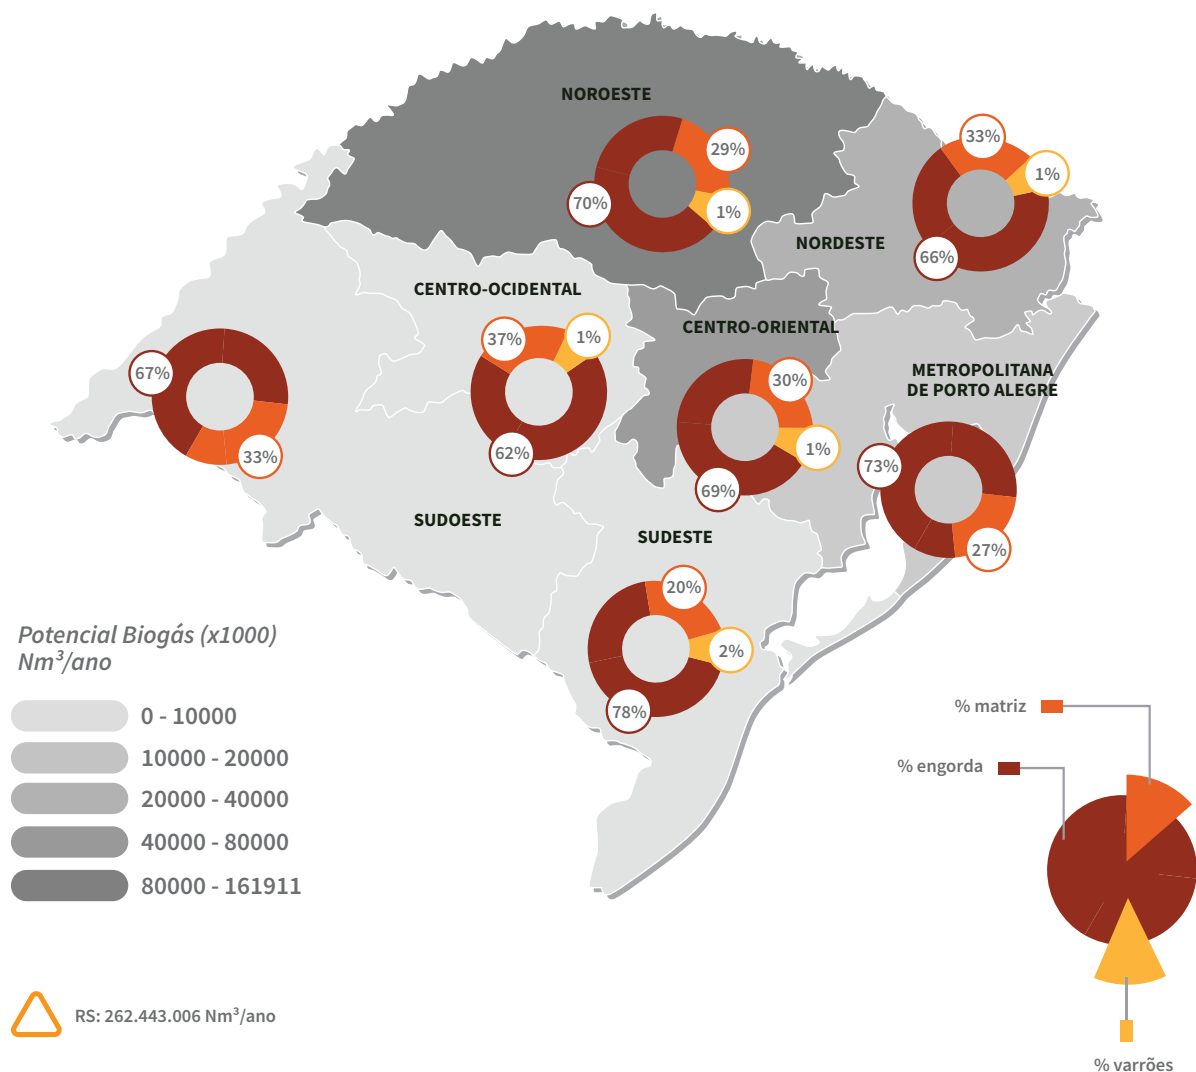 NOROESTE
29%
1%
70%
33%
1%
66%
NORDESTE
CENTRO-OCIDENTAL
37%
1%
62%
CENTRO-ORIENTAL
30%
1%
69%
METROPOLITANA
DE PORTO ALEGRE
73%
27%
67%
33%
SUDOESTE
SUDESTE
20%
2%
78%
Potencial Biogás (x1000)
Nm³/ano
0 - 10000
10000 - 20000
20000 - 40000
40000 - 80000
80000 - 161911
RS: 262.443.006 Nm³/ano
% matriz
% engorda
% varrões